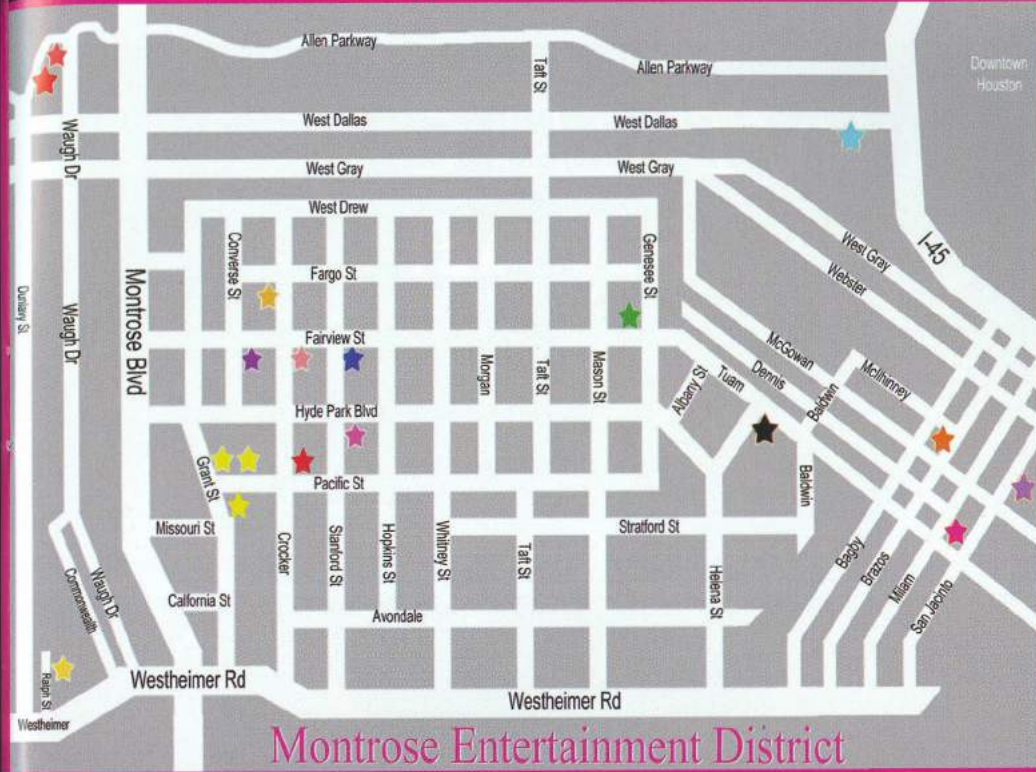 Allen Parkway
Taft St
Allen Parkway
Downtown
Houston
Waugh Dr
West Dallas
West Dallas
West Gray
West Gray
West Drew
Converse St
Genesee St
West Gray
I-45
Fargo St
Webster
Montrose Blvd
Dunlavy St.
Waugh Dr
Fairview St
Morgan
Taft St
Mason St
McGowan
Dennis
Tuam
Albany St
Baldwin
McIlhinney
Hyde Park Blvd
Grant St
Pacific St
Baldwin
Missouri St
Crocker
Stanford St
Hopkins St
Whitney St
Taft St
Stratford St
Helena St
Bagby
Brazos
Milam
San Jacinto
Commonwealth
Waugh Dr
Calfornia St
Avondale
Ralph St
Westheimer Rd
Westheimer Rd
Westheimer
Montrose Entertainment District